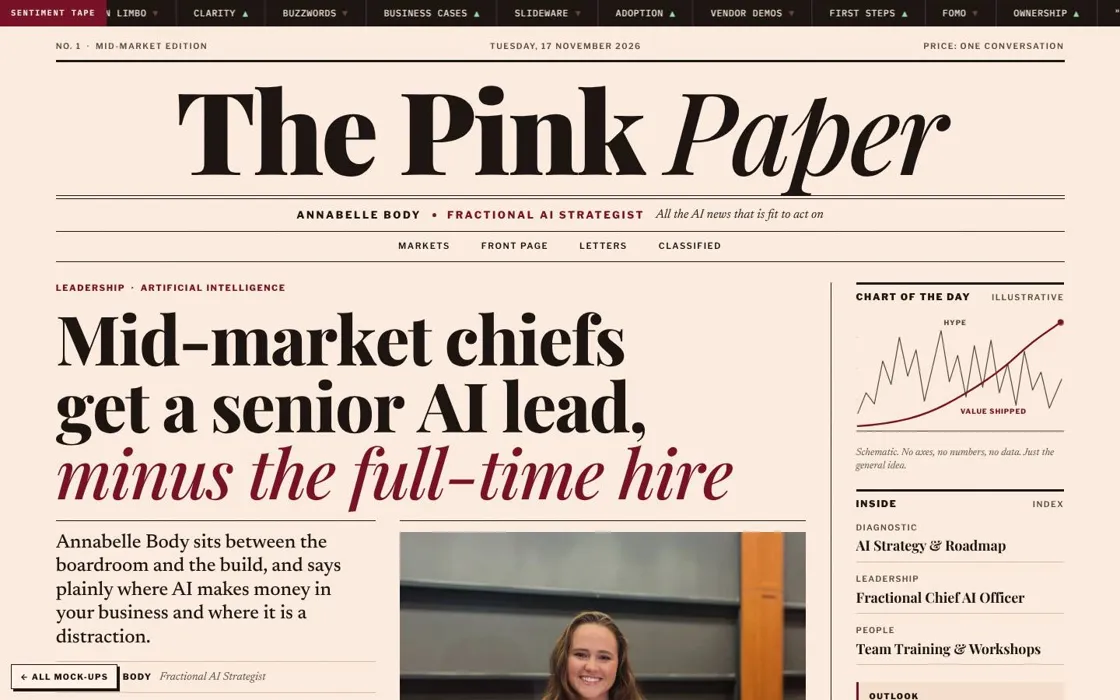 SENTIMENT TAPE
LIMBO ▼ CLARITY ▲ BUZZWORDS ▼ BUSINESS CASES ▲ SLIDEWARE ▼ ADOPTION ▲ VENDOR DEMOS ▼ FIRST STEPS ▲ FOMO ▼ OWNERSHIP ▲
NO. 1 · MID-MARKET EDITION
TUESDAY, 17 NOVEMBER 2026
PRICE: ONE CONVERSATION
The Pink Paper
ANNABELLE BODY • FRACTIONAL AI STRATEGIST All the AI news that is fit to act on
MARKETS FRONT PAGE LETTERS CLASSIFIED
LEADERSHIP · ARTIFICIAL INTELLIGENCE
Mid-market chiefs
get a senior AI lead,
minus the full-time hire
Annabelle Body sits between the
boardroom and the build, and says
plainly where AI makes money in
your business and where it is a
distraction.
← ALL MOCK-UPS
BODY Fractional AI Strategist
CHART OF THE DAY ILLUSTRATIVE
HYPE
VALUE SHIPPED
Schematic. No axes, no numbers, no data. Just the
general idea.
INSIDE INDEX
DIAGNOSTIC
AI Strategy & Roadmap
LEADERSHIP
Fractional Chief AI Officer
PEOPLE
Team Training & Workshops
OUTLOOK